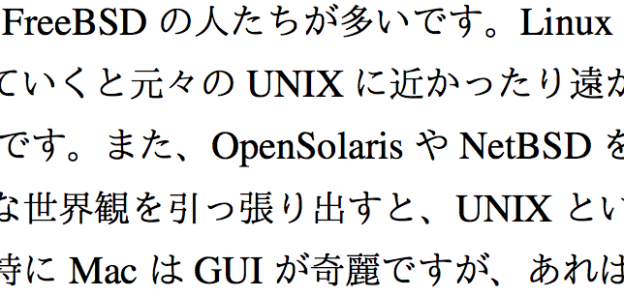 FreeBSD の人たちが多いです。Linux
ていくと元々の UNIX に近かったり遠か
です。また、OpenSolaris や NetBSD を
な世界観を引っ張り出すと、UNIX とい
特に Mac は GUI が奇麗ですが、あれは